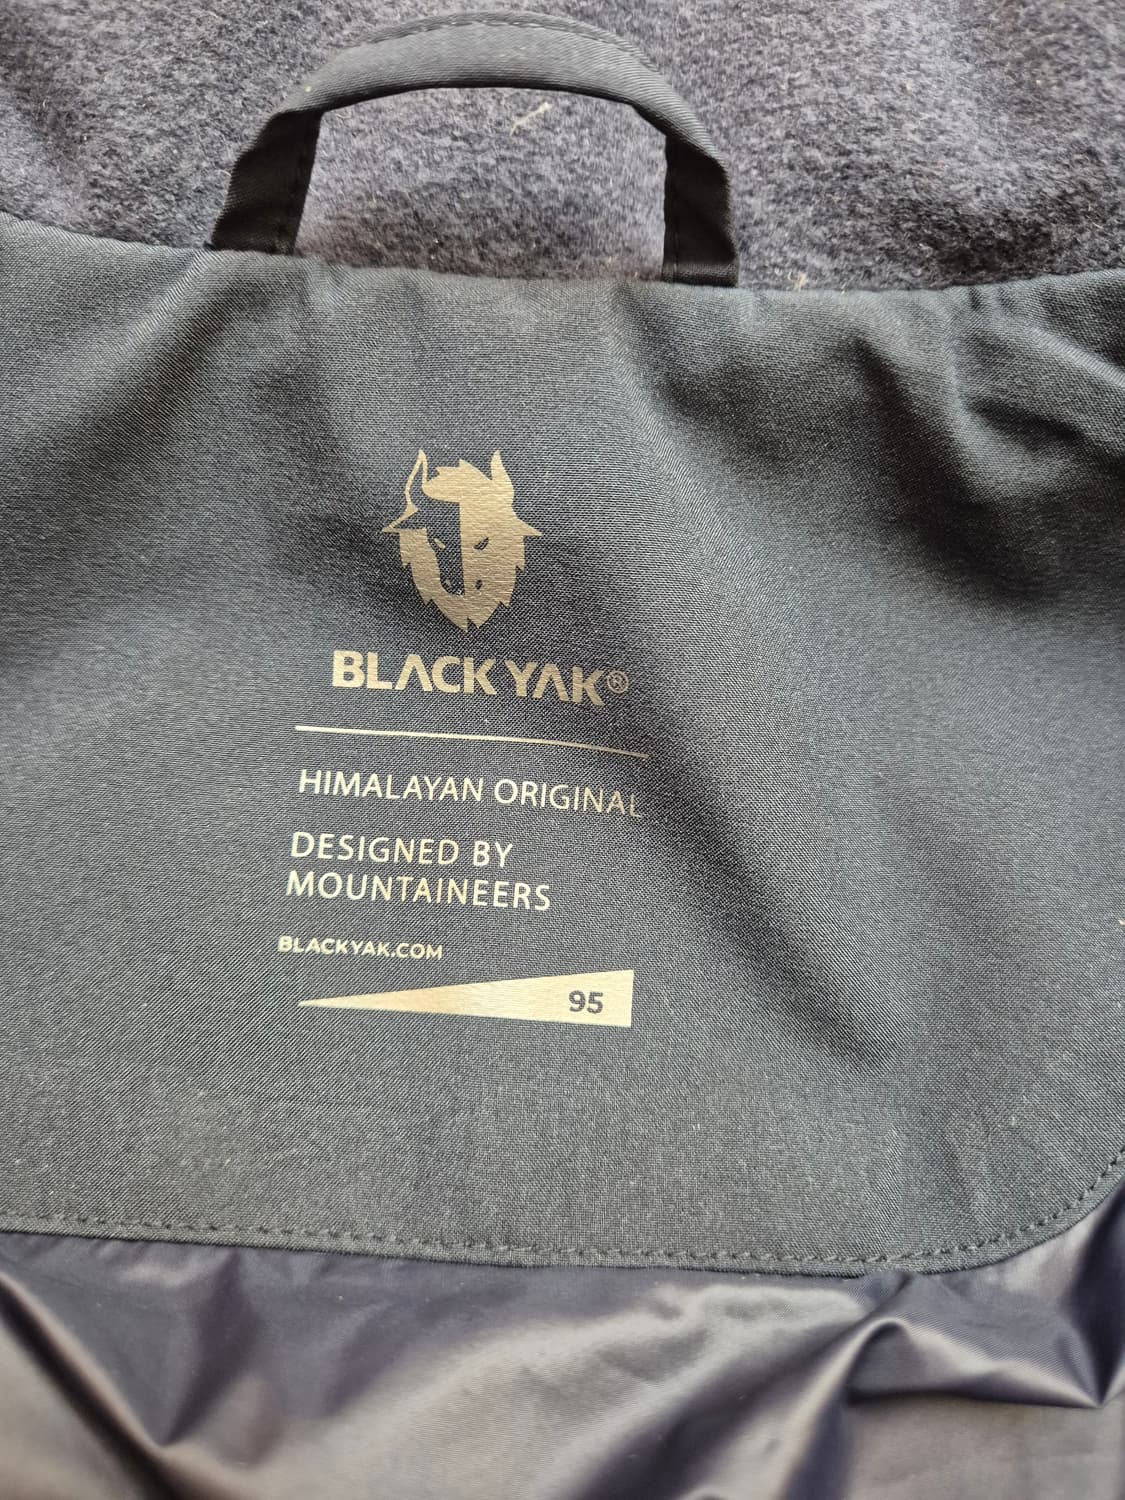 BLACK YAK®
HIMALAYAN ORIGINAL
DESIGNED BY
MOUNTAINEERS
BLACKYAK.COM
95